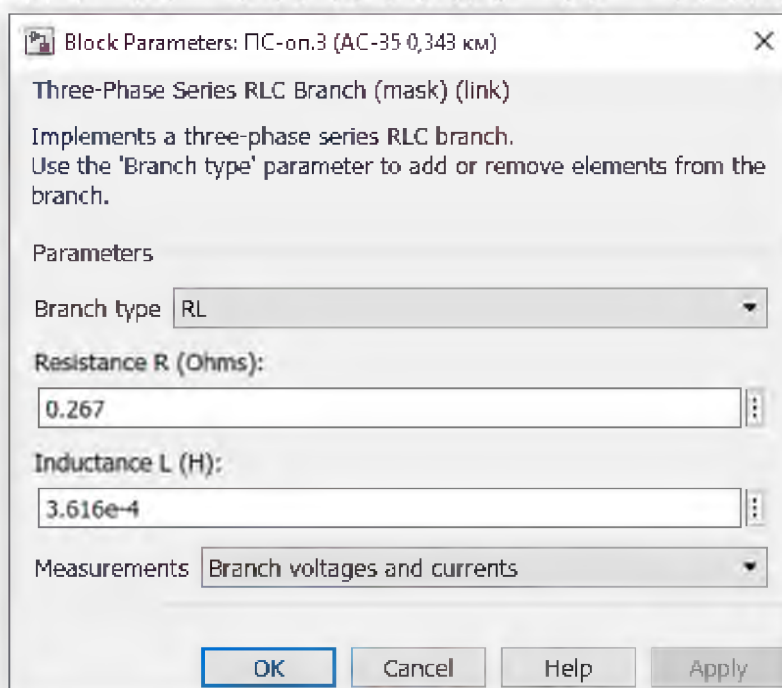 Block Parameters: ПС-оп.3 (АС-35 0,343 км)
Three-Phase Series RLC Branch (mask) (link)
Implements a three-phase series RLC branch.
Use the 'Branch type' parameter to add or remove elements from the
branch.
Parameters
Branch type RL
Resistance R (Ohms):
0.267
Inductance L (H):
3.616e-4
Measurements Branch voltages and currents
OK Cancel Help Apply